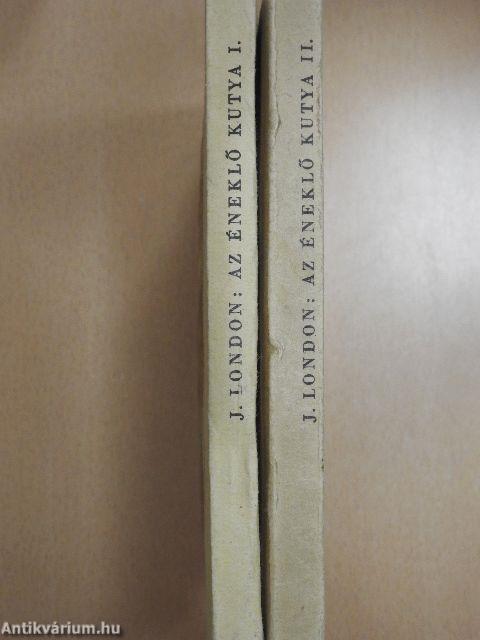 J. LONDON: AZ ÉNEKLŐ KUTYA I.
J. LONDON: AZ ÉNEKLŐ KUTYA II.
Antikvárium.hu